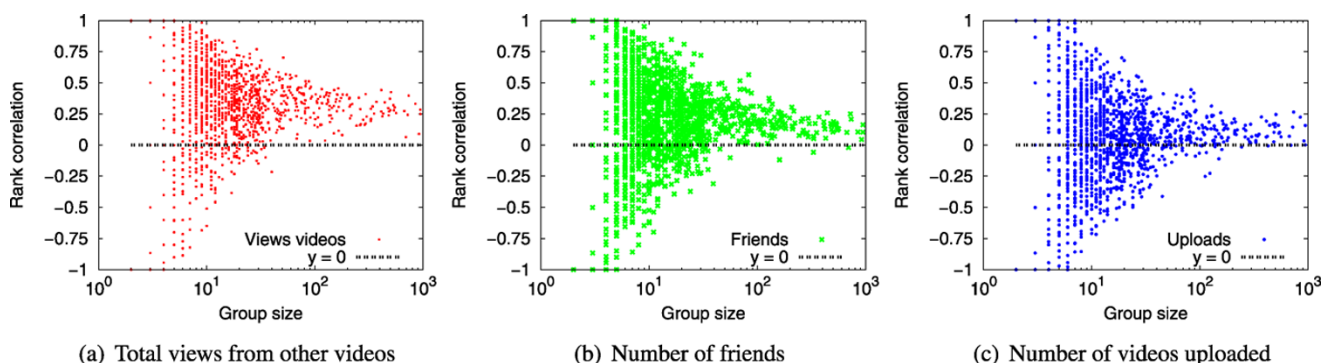 Rank correlation
1
0.75
0.5
0.25
0
−0.25
−0.5
−0.75
−1
Views videos
y = 0
10^0 10^1 10^2 10^3
Group size
(a) Total views from other videos
Rank correlation
1
0.75
0.5
0.25
0
−0.25
−0.5
−0.75
−1
Friends
y = 0
10^0 10^1 10^2 10^3
Group size
(b) Number of friends
Rank correlation
1
0.75
0.5
0.25
0
−0.25
−0.5
−0.75
−1
Uploads
y = 0
10^0 10^1 10^2 10^3
Group size
(c) Number of videos uploaded